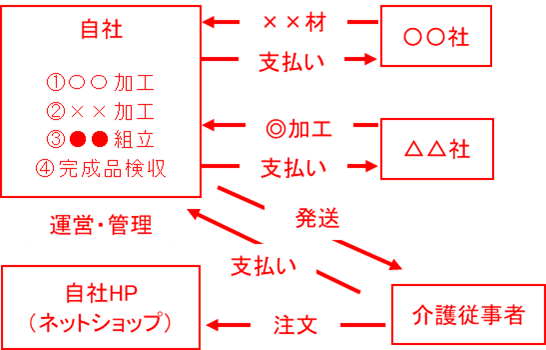 自社
①○○加工
②××加工
③●●組立
④完成品検収
××材
○○社
支払い
◎加工
△△社
支払い
運営・管理
発送
支払い
自社HP
（ネットショップ）
注文
介護従事者